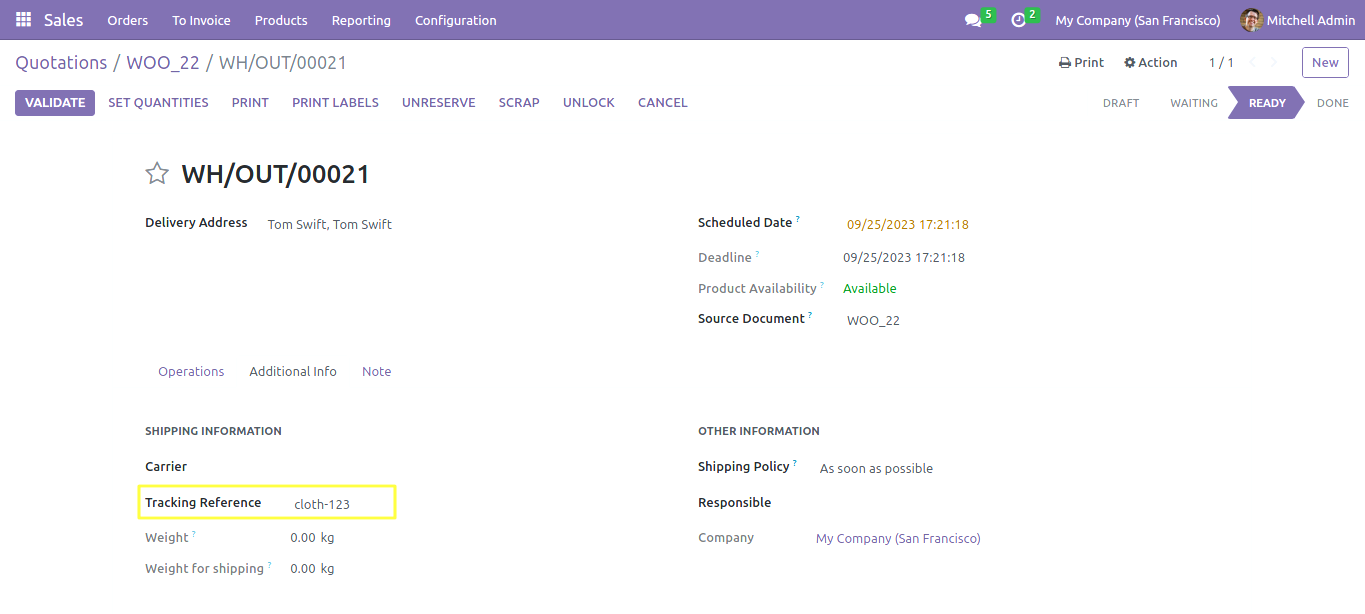 Sales Orders To Invoice Products Reporting Configuration 5 2 My Company (San Francisco) Mitchell Admin
Quotations / WOO_22 / WH/OUT/00021 Print Action 1 / 1 New
VALIDATE SET QUANTITIES PRINT PRINT LABELS UNRESERVE SCRAP UNLOCK CANCEL DRAFT WAITING READY DONE
WH/OUT/00021
Delivery Address Tom Swift, Tom Swift Scheduled Date ? 09/25/2023 17:21:18
Deadline ? 09/25/2023 17:21:18
Product Availability ? Available
Source Document ? WOO_22
Operations Additional Info Note
SHIPPING INFORMATION OTHER INFORMATION
Carrier Shipping Policy ? As soon as possible
Tracking Reference cloth-123 Responsible
Weight ? 0.00 kg Company My Company (San Francisco)
Weight for shipping ? 0.00 kg